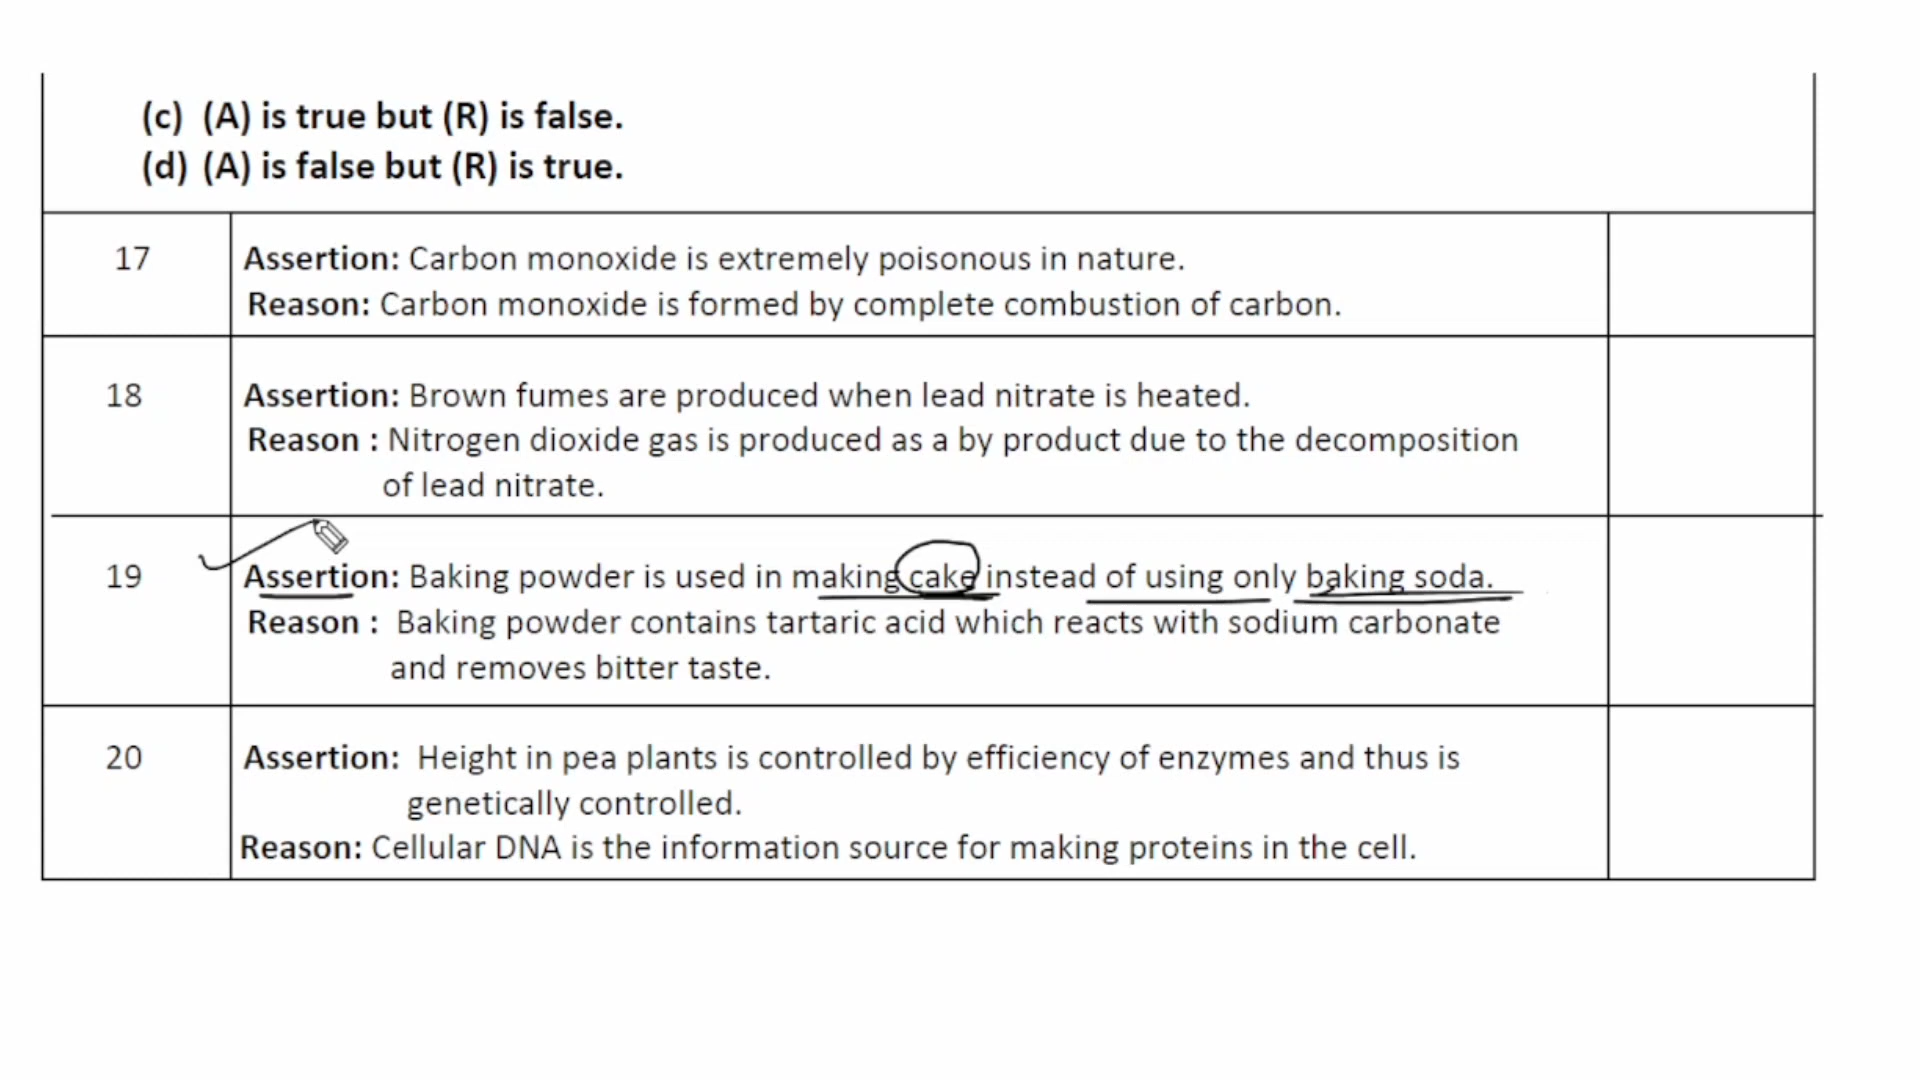 (c) (A) is true but (R) is false.
(d) (A) is false but (R) is true.
17 Assertion: Carbon monoxide is extremely poisonous in nature.
Reason: Carbon monoxide is formed by complete combustion of carbon.
18 Assertion: Brown fumes are produced when lead nitrate is heated.
Reason : Nitrogen dioxide gas is produced as a by product due to the decomposition
of lead nitrate.
19 Assertion: Baking powder is used in making cake instead of using only baking soda.
Reason : Baking powder contains tartaric acid which reacts with sodium carbonate
and removes bitter taste.
20 Assertion: Height in pea plants is controlled by efficiency of enzymes and thus is
genetically controlled.
Reason: Cellular DNA is the information source for making proteins in the cell.